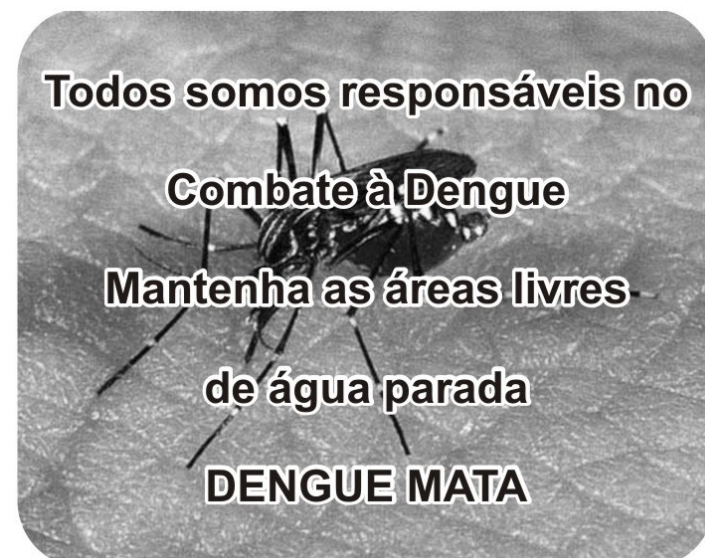 Todos somos responsáveis no
Combate à Dengue
Mantenha as áreas livres
de água parada
DENGUE MATA